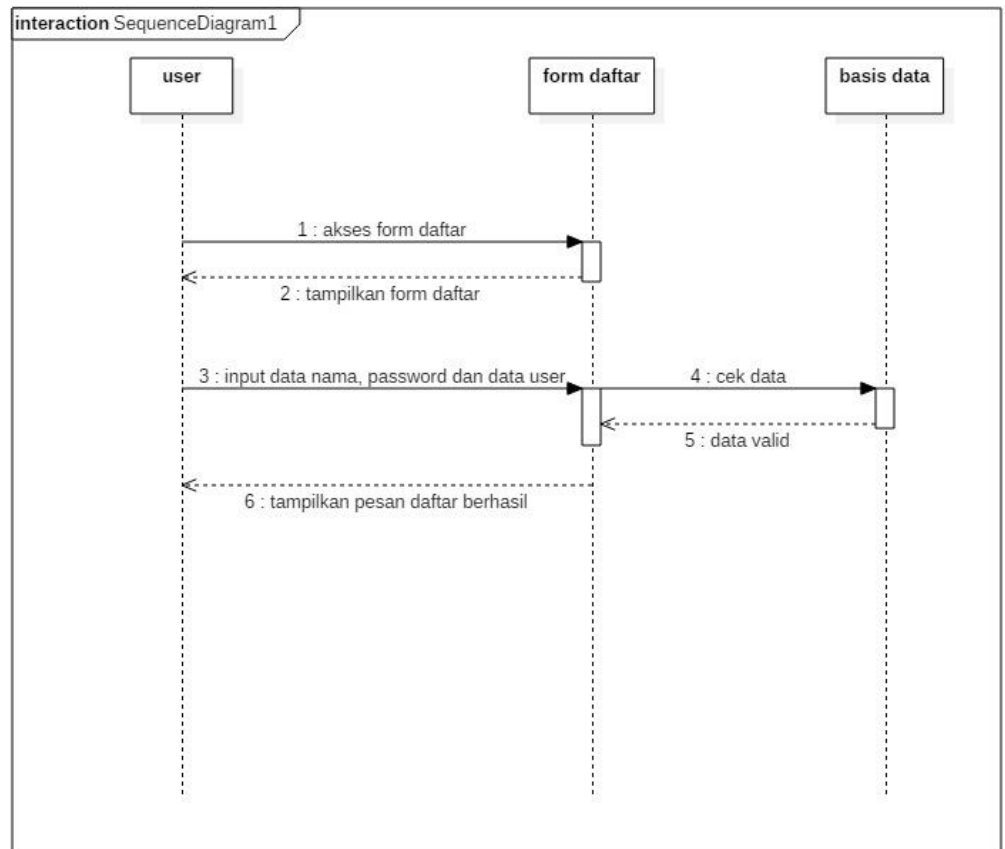 interaction SequenceDiagram1
user
form daftar
basis data
1 : akses form daftar
2 : tampilkan form daftar
3 : input data nama, password dan data user
4 : cek data
5 : data valid
6 : tampilkan pesan daftar berhasil